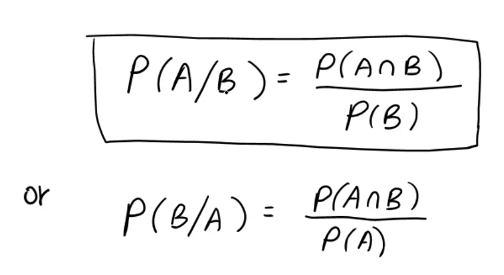 P(A/B) = P(A∩B) / P(B)
or P(B/A) = P(A∩B) / P(A)